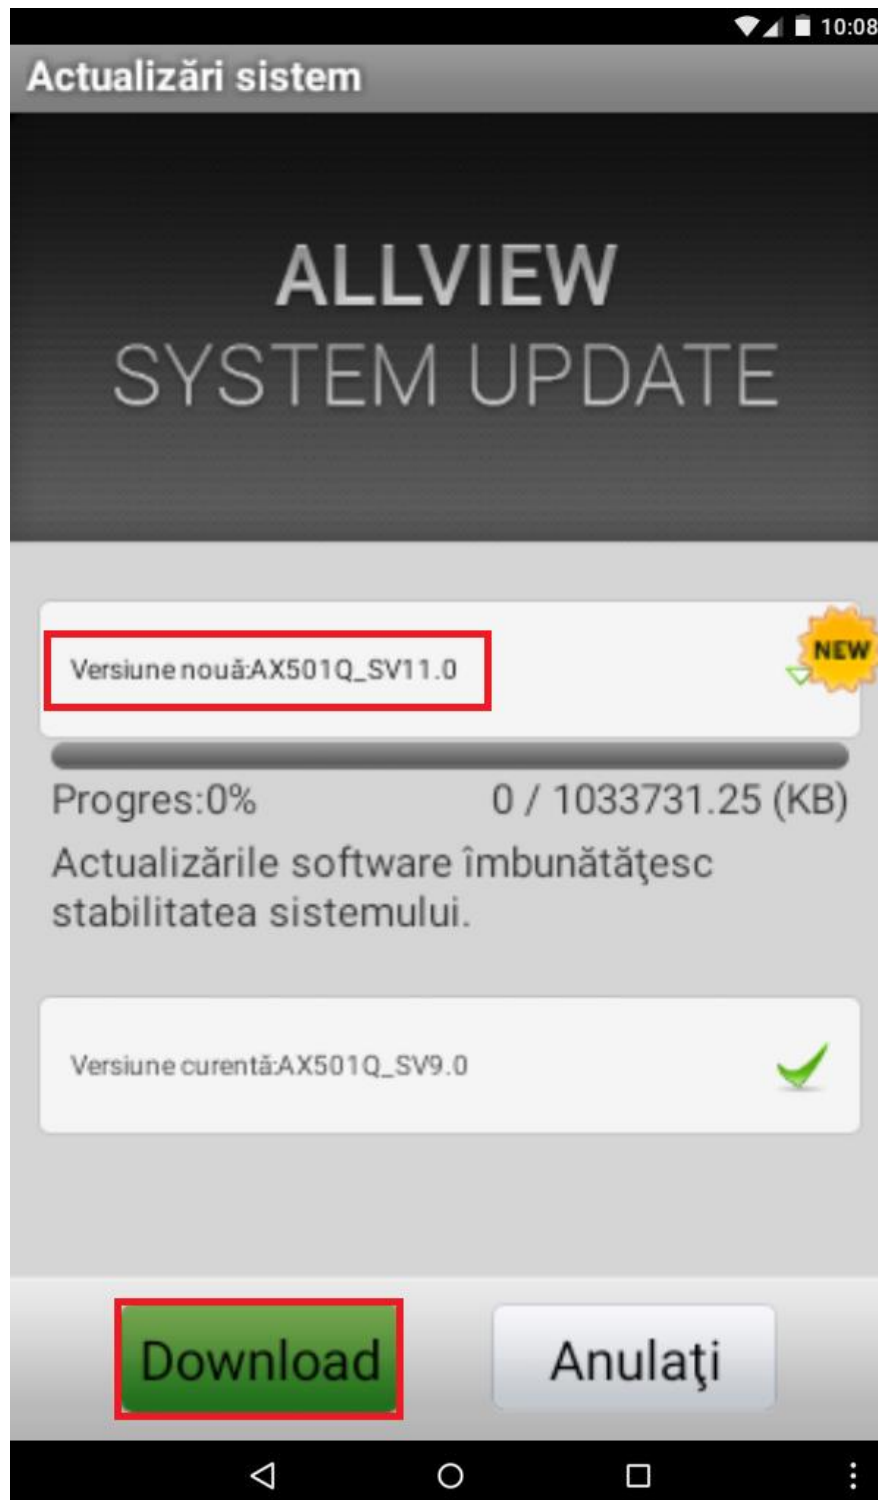 10:08
Actualizări sistem
ALLVIEW
SYSTEM UPDATE
Versiune nouă:AX501Q_SV11.0
NEW
Progres:0% 0 / 1033731.25 (KB)
Actualizările software îmbunătăţesc
stabilitatea sistemului.
Versiune curentă:AX501Q_SV9.0
Download Anulaţi